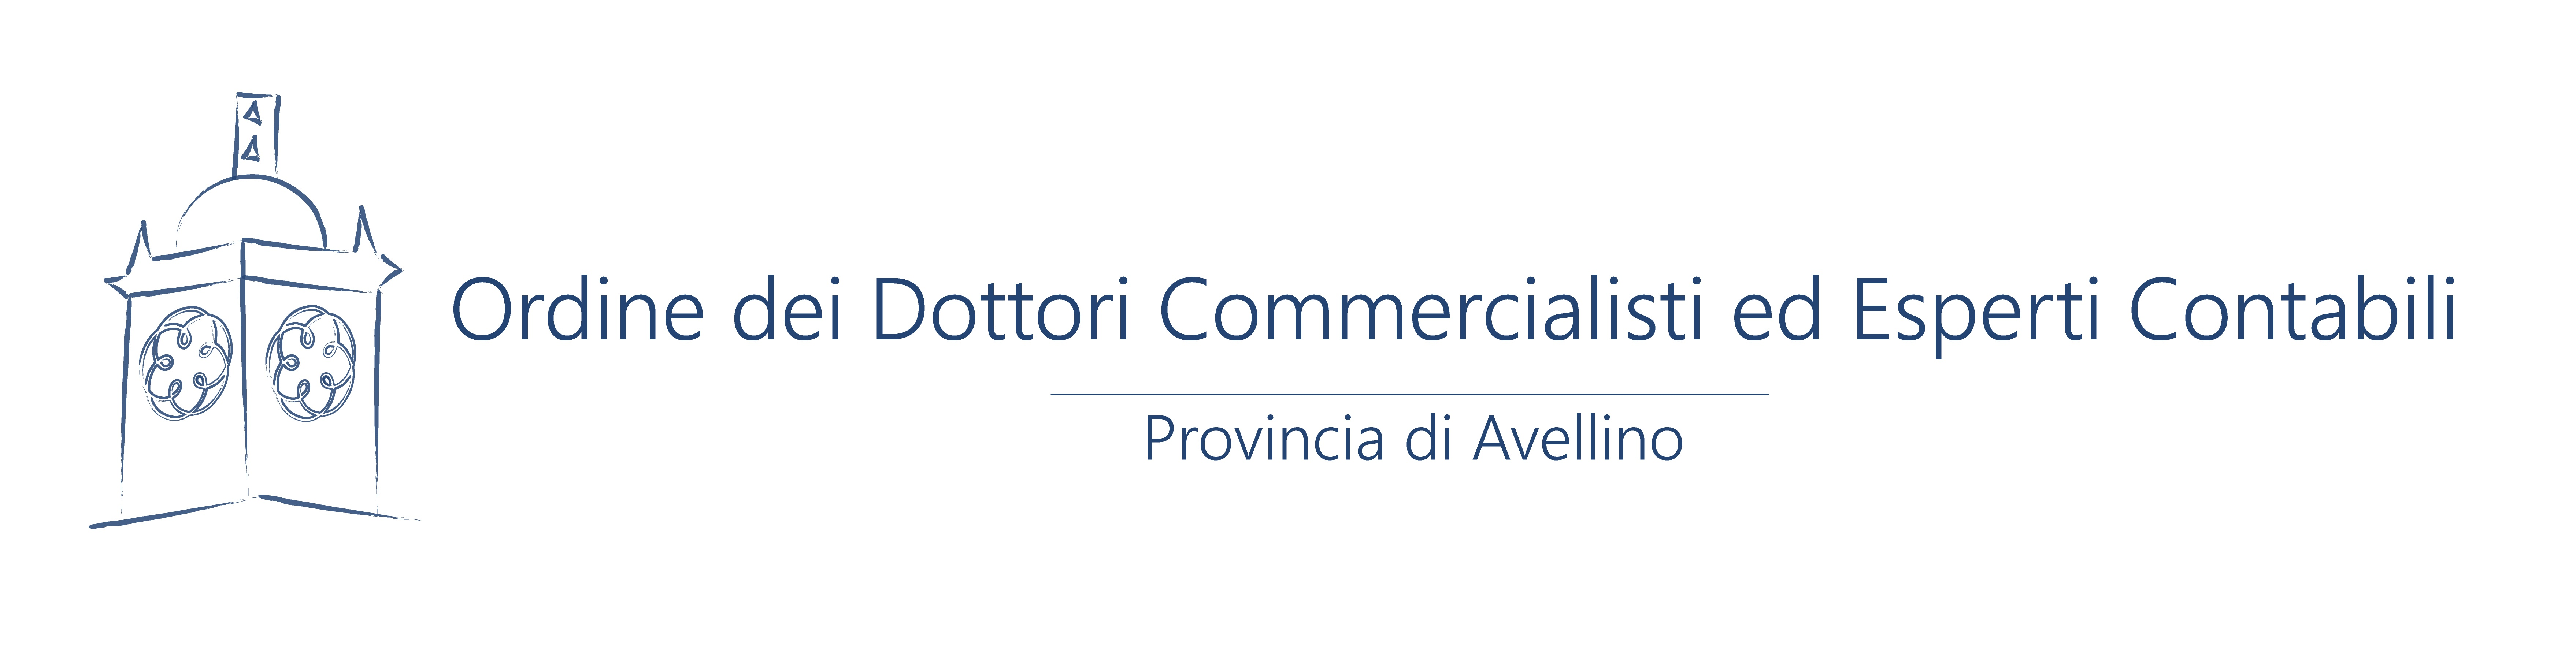 Ordine dei Dottori Commercialisti ed Esperti Contabili
Provincia di Avellino